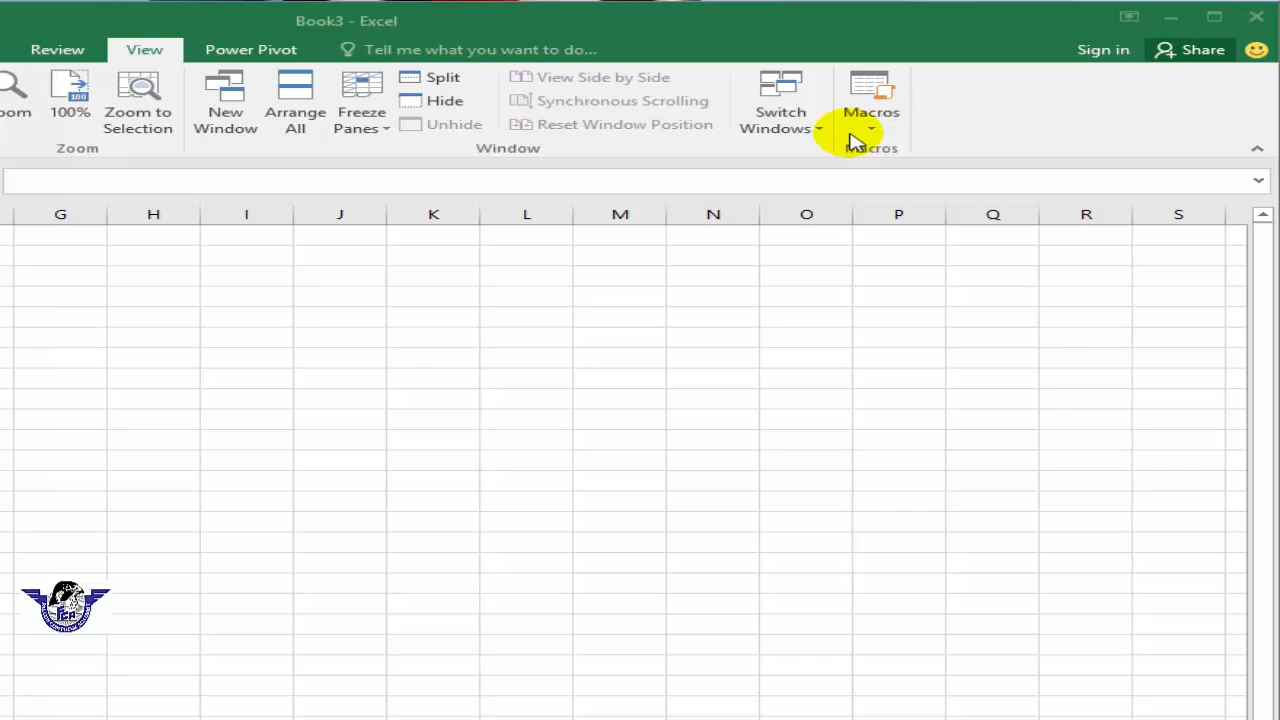 Book3 - Excel
Review View Power Pivot Tell me what you want to do... Sign in Share
100% Zoom to Selection
New Window
Arrange All
Freeze Panes
Split
Hide
Unhide
View Side by Side
Synchronous Scrolling
Reset Window Position
Switch Windows
Macros
Zoom Window Macros
G H I J K L M N O P Q R S